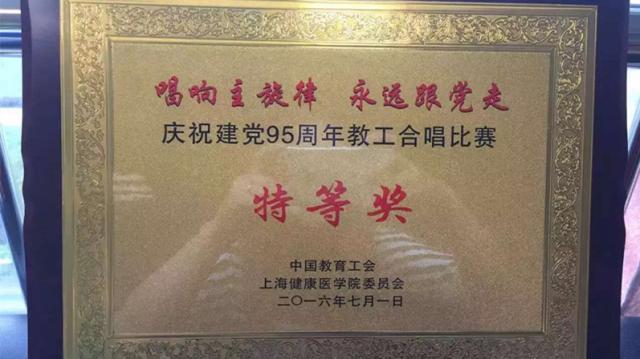 唱响主旋律 永远跟党走
庆祝建党95周年教工合唱比赛
特等奖
中国教育工会
上海健康医学院委员会
二〇一六年七月一日